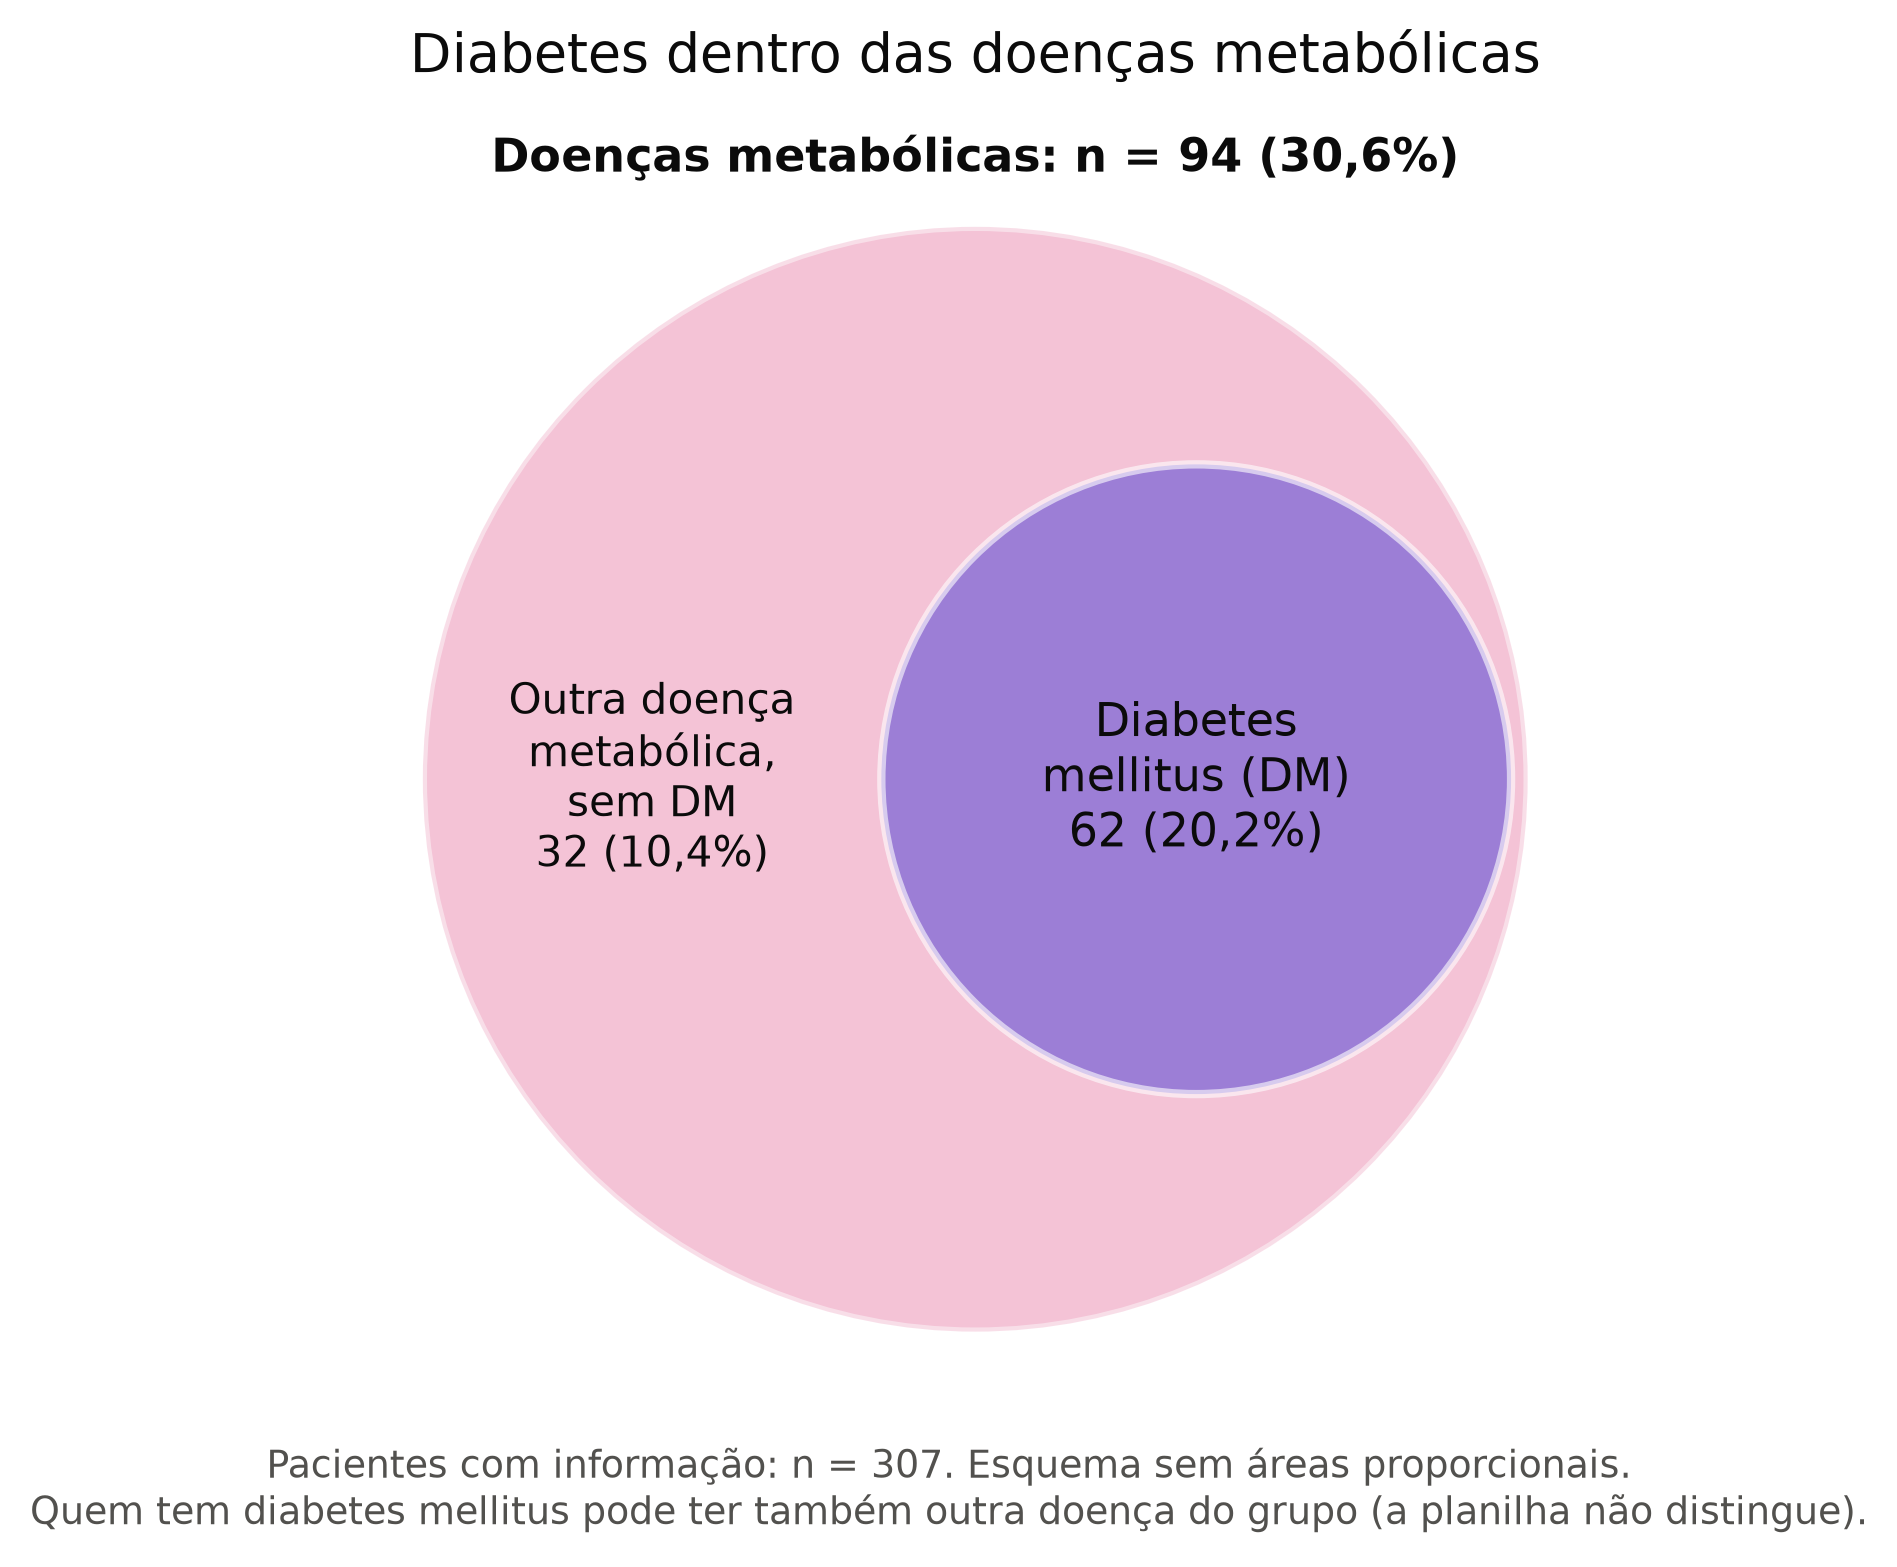 Diabetes dentro das doenças metabólicas
Doenças metabólicas: n = 94 (30,6%)
Outra doença
metabólica,
sem DM
32 (10,4%)
Diabetes
mellitus (DM)
62 (20,2%)
Pacientes com informação: n = 307. Esquema sem áreas proporcionais.
Quem tem diabetes mellitus pode ter também outra doença do grupo (a planilha não distingue).